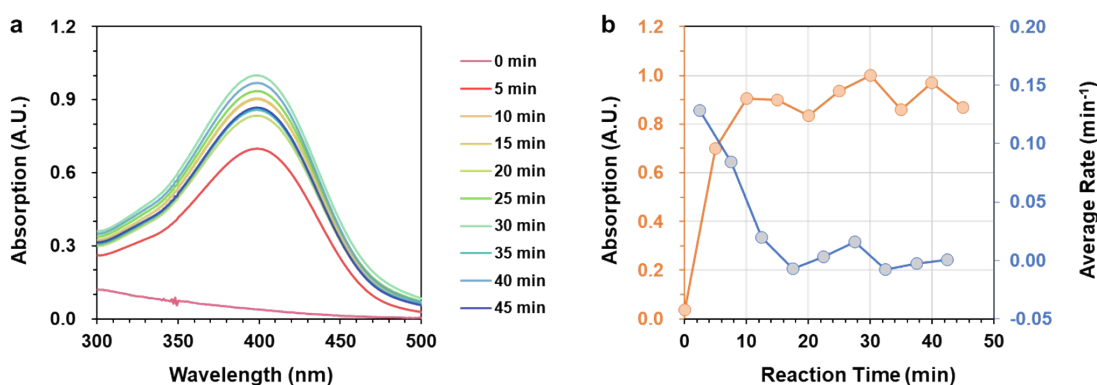 a
1.2
0.9
0.6
0.3
0.0
300
350
400
450
500
Absorption (A.U.)
Wavelength (nm)
0 min
5 min
10 min
15 min
20 min
25 min
30 min
35 min
40 min
45 min
b
1.2
1.0
0.8
0.6
0.4
0.2
0.0
0
10
20
30
40
50
0.20
0.15
0.10
0.05
0.00
-0.05
Absorption (A.U.)
Average Rate (min⁻¹)
Reaction Time (min)